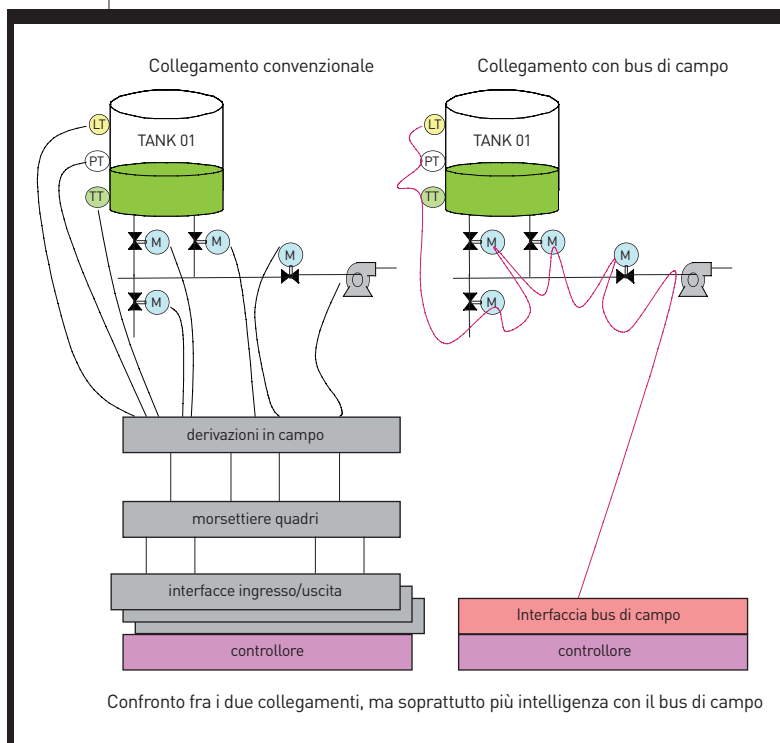 Collegamento convenzionale
Collegamento con bus di campo
LT
TANK 01
PT
TT
M
M
M
M
LT
TANK 01
PT
TT
M
M
M
M
derivazioni in campo
morsettiere quadri
interfacce ingresso/uscita
controllore
Interfaccia bus di campo
controllore
Confronto fra i due collegamenti, ma soprattutto più intelligenza con il bus di campo